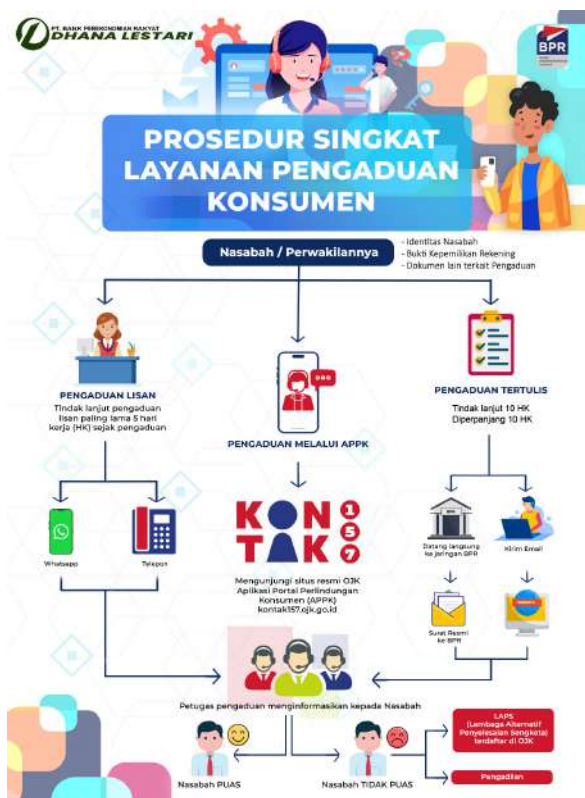 PT. BANK PEREKONOMIAN RAKYAT
DHANA LESTARI
BPR
PROSEDUR SINGKAT
LAYANAN PENGADUAN
KONSUMEN
Nasabah / Perwakilannya
- Identitas Nasabah
- Bukti Kepemilikan Rekening
- Dokumen lain terkait Pengaduan
PENGADUAN LISAN
Tindak lanjut pengaduan
lisan paling lama 5 hari
kerja (HK) sejak pengaduan
PENGADUAN MELALUI APPK
PENGADUAN TERTULIS
Tindak lanjut 10 HK
Diperpanjang 10 HK
Whatsapp
Telepon
KONTAK 157
Mengunjungi situs resmi OJK
Aplikasi Portal Perlindungan
Konsumen (APPK)
kontak157.ojk.go.id
Datang langsung
ke jaringan BPR
Kirim Email
Surat Resmi
ke BPR
Petugas pengaduan menginformasikan kepada Nasabah
Nasabah PUAS
Nasabah TIDAK PUAS
LAPS
(Lembaga Alternatif
Penyelesaian Sengketa)
terdaftar di OJK
Pengadilan